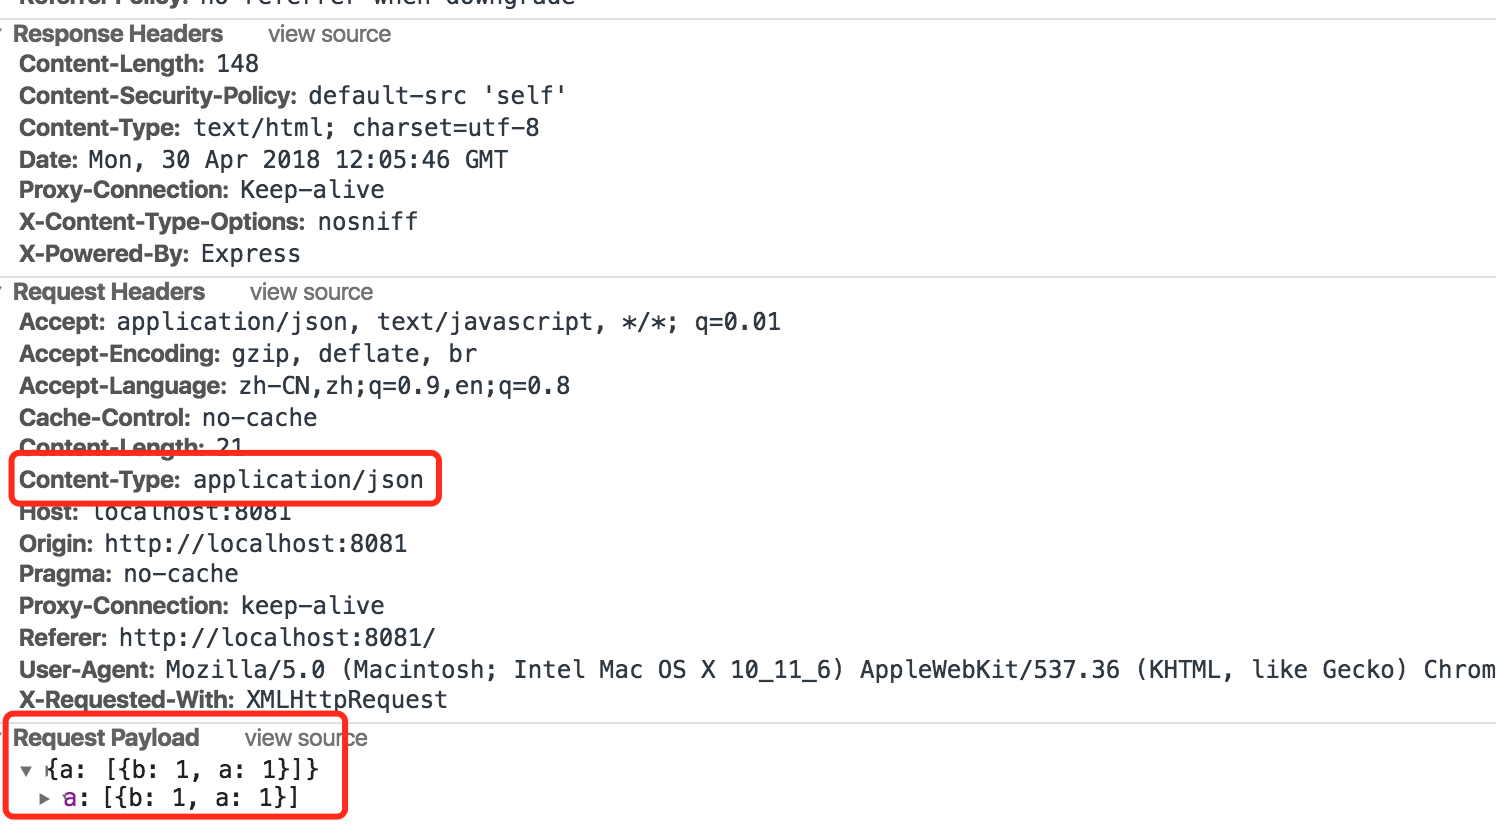 Referrer-Policy: no-referrer-when-downgrade
Response Headers view source
Content-Length: 148
Content-Security-Policy: default-src 'self'
Content-Type: text/html; charset=utf-8
Date: Mon, 30 Apr 2018 12:05:46 GMT
Proxy-Connection: Keep-alive
X-Content-Type-Options: nosniff
X-Powered-By: Express
Request Headers view source
Accept: application/json, text/javascript, */*; q=0.01
Accept-Encoding: gzip, deflate, br
Accept-Language: zh-CN,zh;q=0.9,en;q=0.8
Cache-Control: no-cache
Content-Length: 21
Content-Type: application/json
Host: localhost:8081
Origin: http://localhost:8081
Pragma: no-cache
Proxy-Connection: keep-alive
Referer: http://localhost:8081/
User-Agent: Mozilla/5.0 (Macintosh; Intel Mac OS X 10_11_6) AppleWebKit/537.36 (KHTML, like Gecko) Chrom
X-Requested-With: XMLHttpRequest
Request Payload view source
{a: [{b: 1, a: 1}]}
a: [{b: 1, a: 1}]